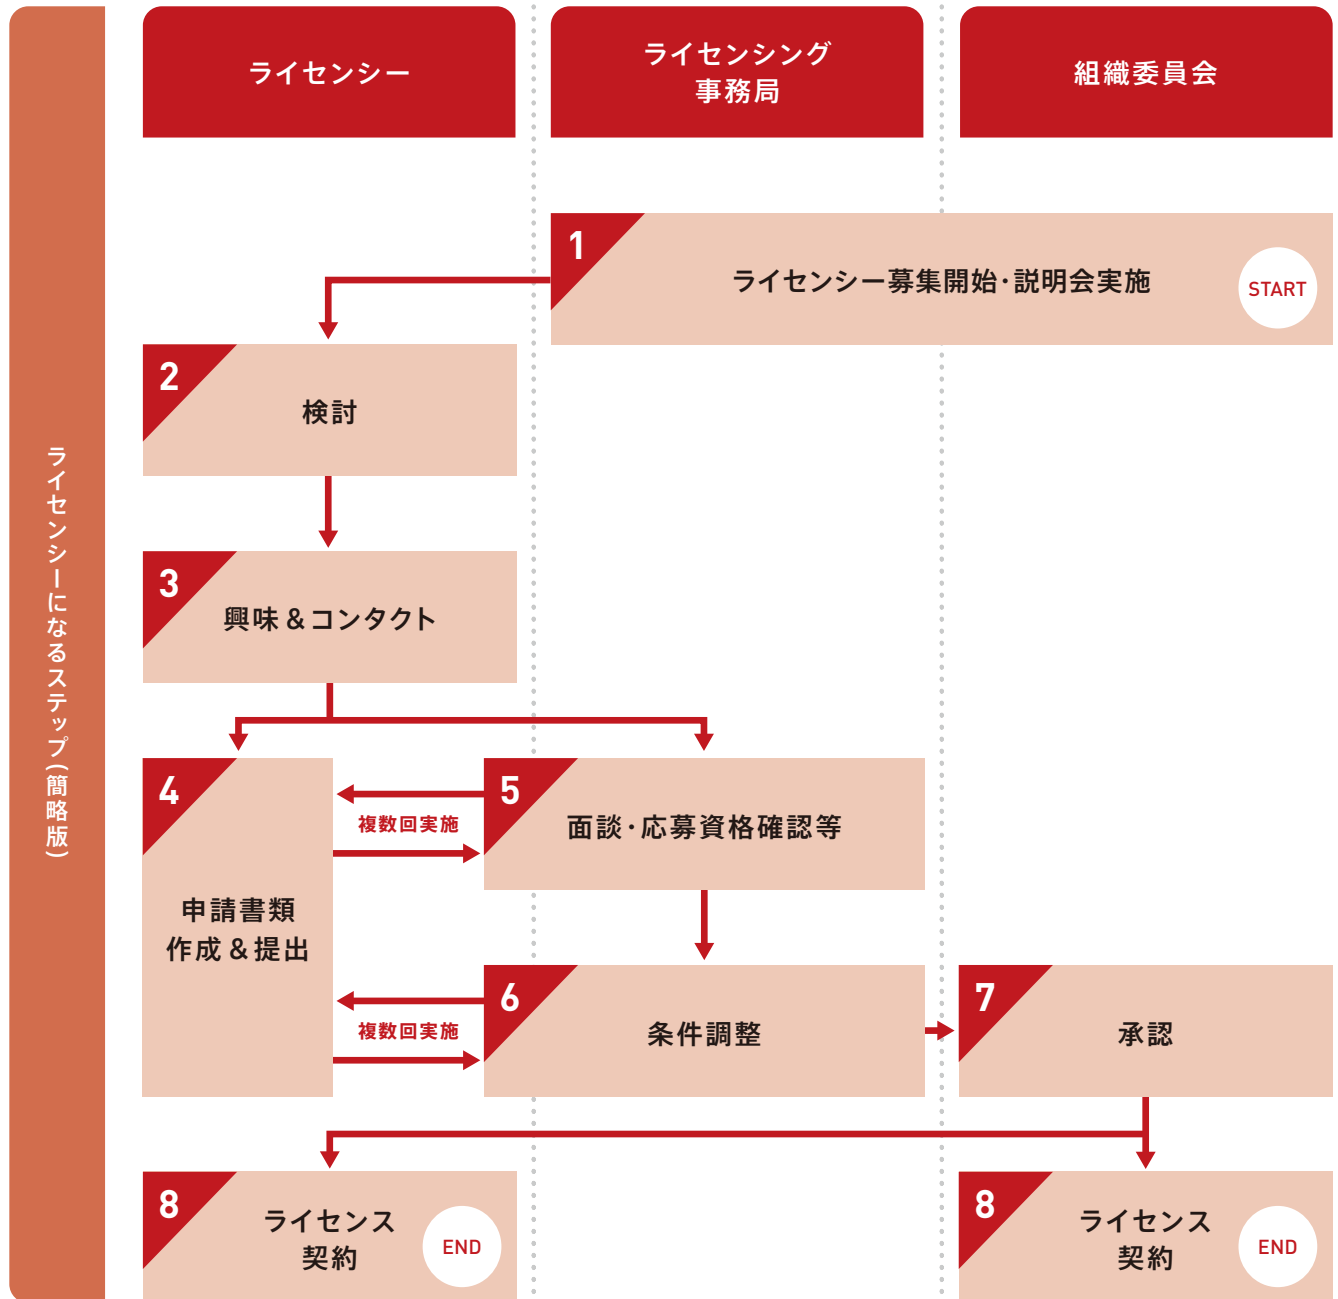 ライセンシーになるステップ(簡略版)
ライセンシー
ライセンシング
事務局
組織委員会
1
ライセンシー募集開始・説明会実施
START
2
検討
3
興味 & コンタクト
4
申請書類
作成 & 提出
複数回実施
5
面談・応募資格確認等
複数回実施
6
条件調整
7
承認
8
ライセンス
契約
END
8
ライセンス
契約
END